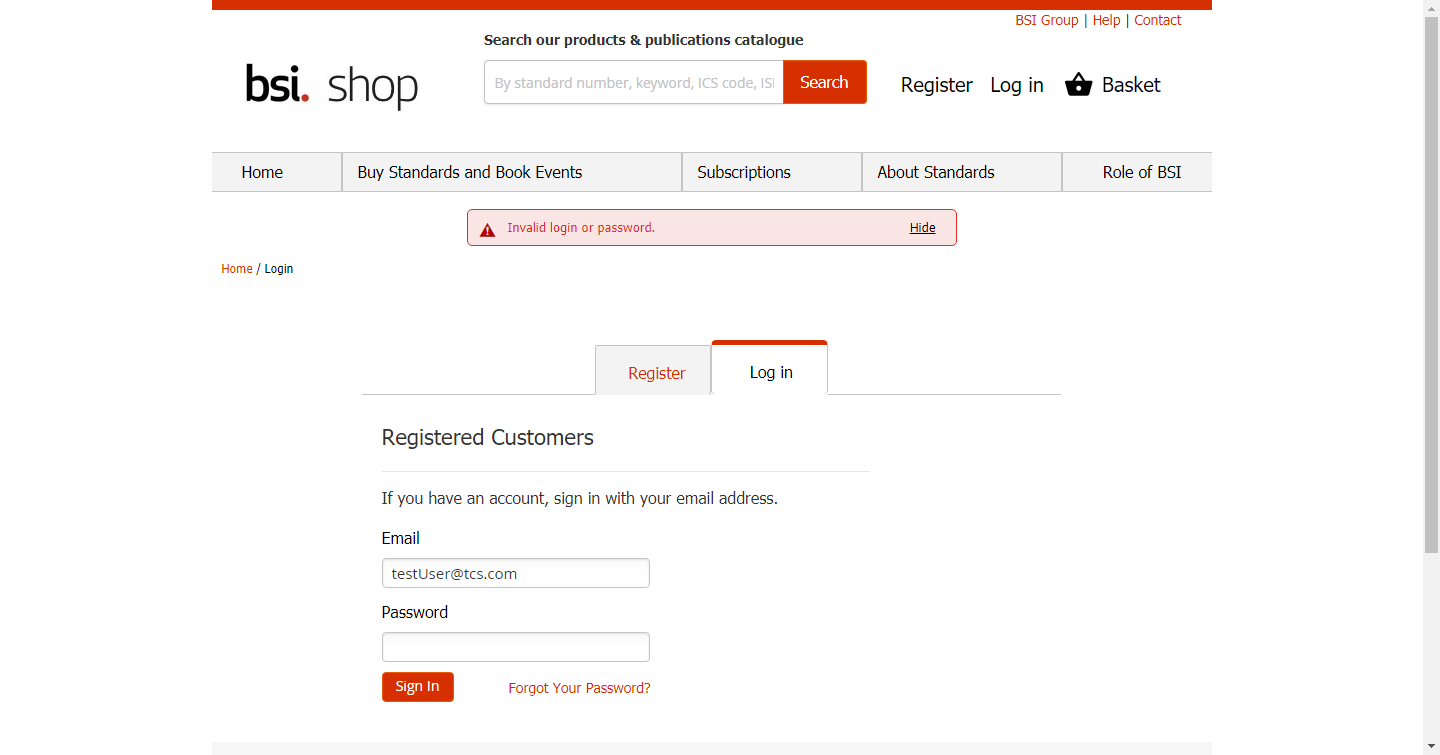 BSI Group | Help | Contact
Search our products & publications catalogue
bsi. shop
By standard number, keyword, ICS code, ISI
Search
Register
Log in
Basket
Home
Buy Standards and Book Events
Subscriptions
About Standards
Role of BSI
Invalid login or password.
Hide
Home / Login
Register
Log in
Registered Customers
If you have an account, sign in with your email address.
Email
testUser@tcs.com
Password
Sign In
Forgot Your Password?